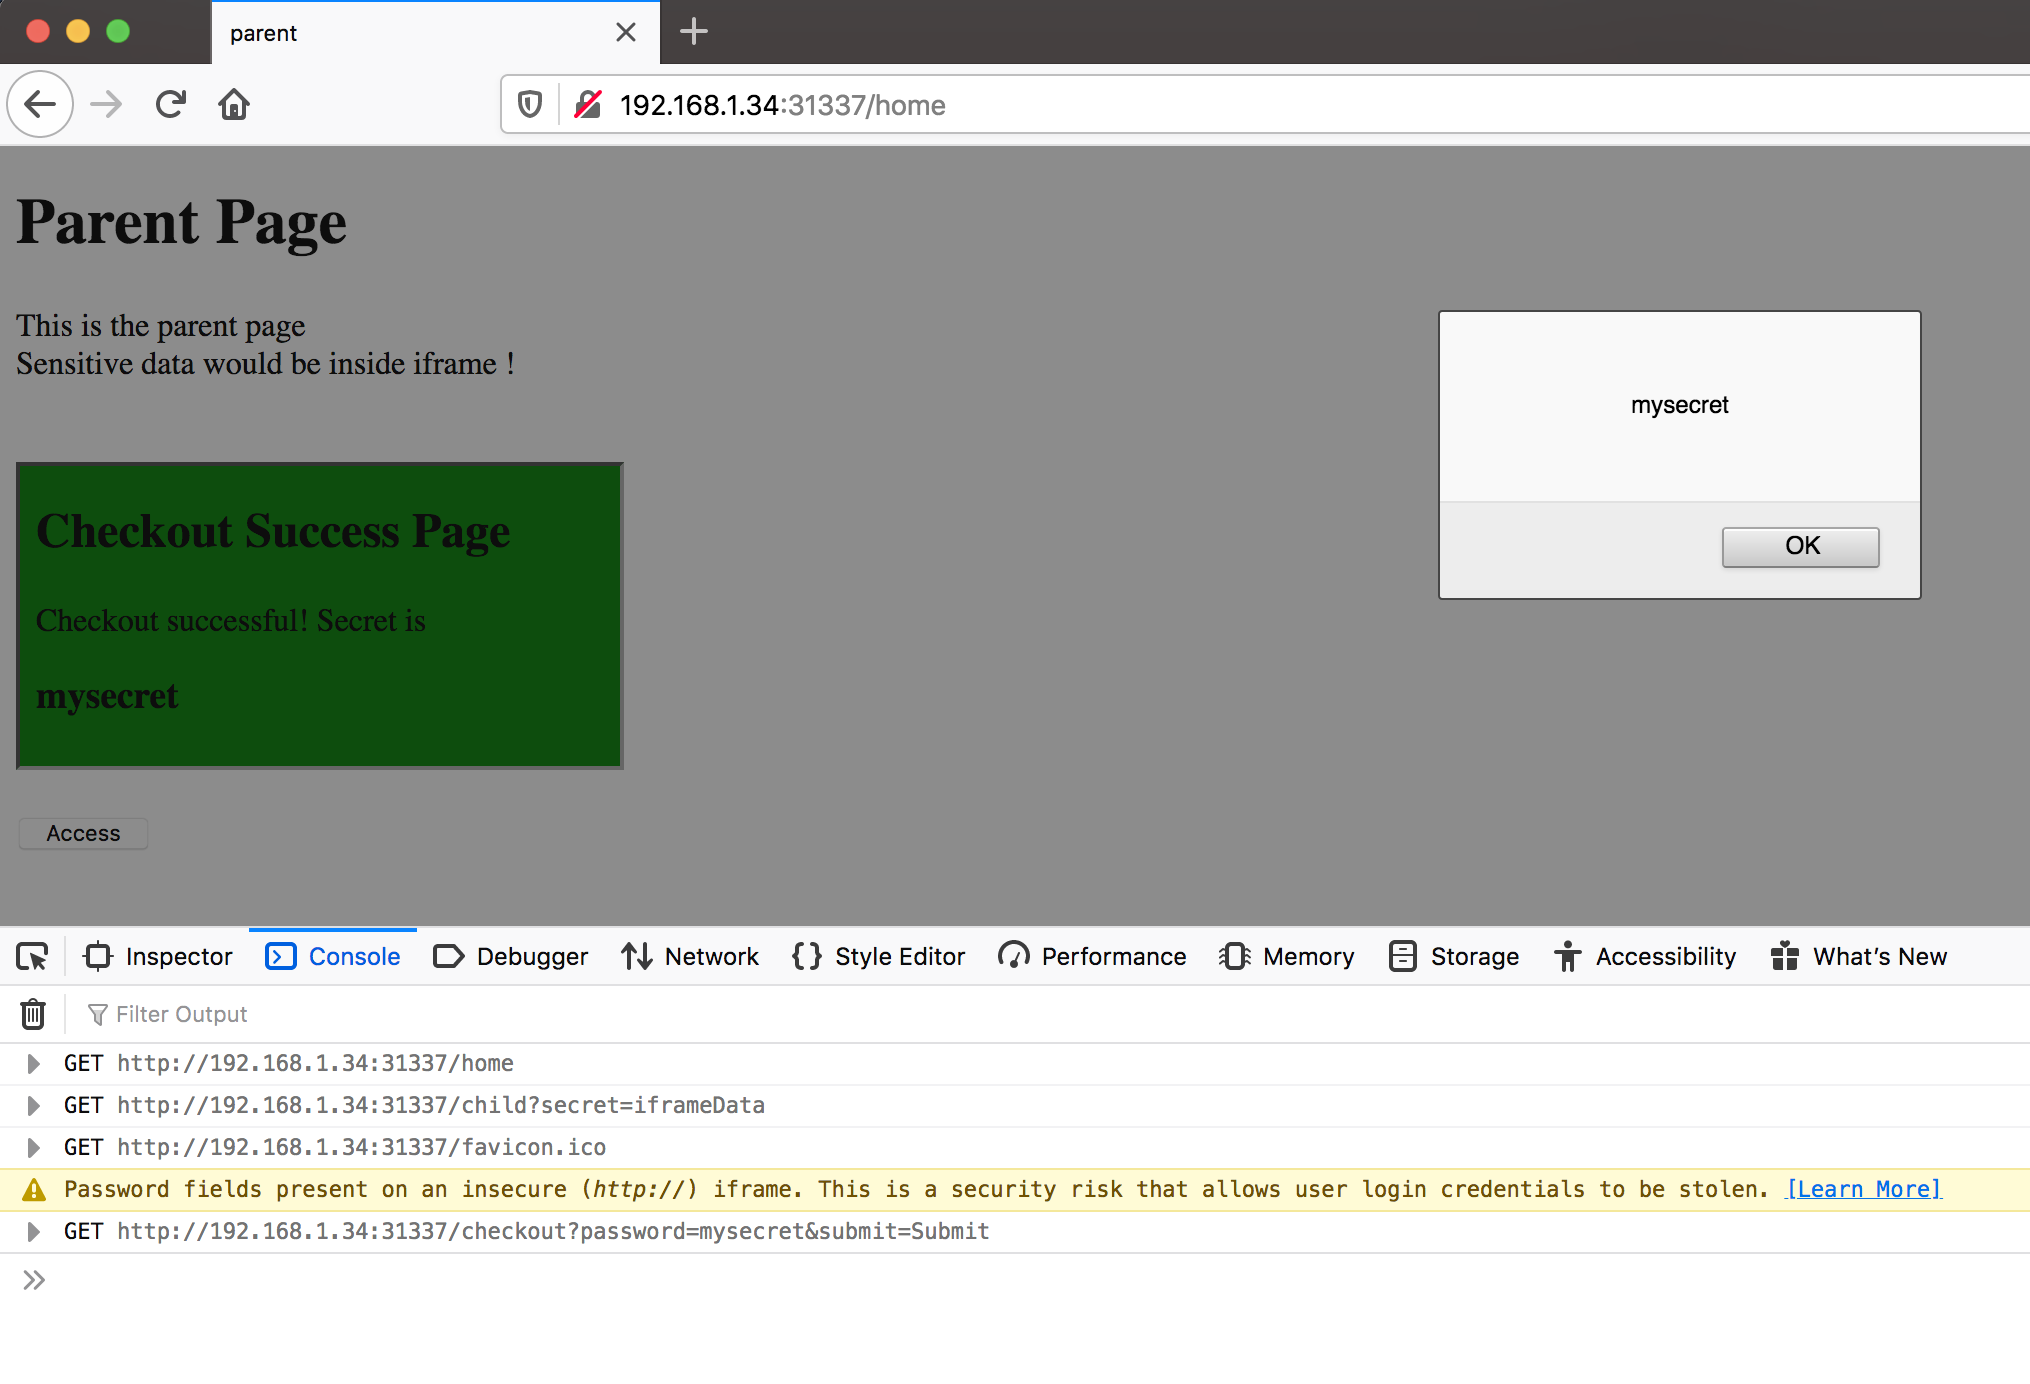 parent
192.168.1.34:31337/home
Parent Page
This is the parent page
Sensitive data would be inside iframe !
mysecret
OK
Checkout Success Page
Checkout successful! Secret is
mysecret
Access
Inspector Console Debugger Network Style Editor Performance Memory Storage Accessibility What's New
Filter Output
GET http://192.168.1.34:31337/home
GET http://192.168.1.34:31337/child?secret=iframeData
GET http://192.168.1.34:31337/favicon.ico
Password fields present on an insecure (http://) iframe. This is a security risk that allows user login credentials to be stolen. [Learn More]
GET http://192.168.1.34:31337/checkout?password=mysecret&submit=Submit